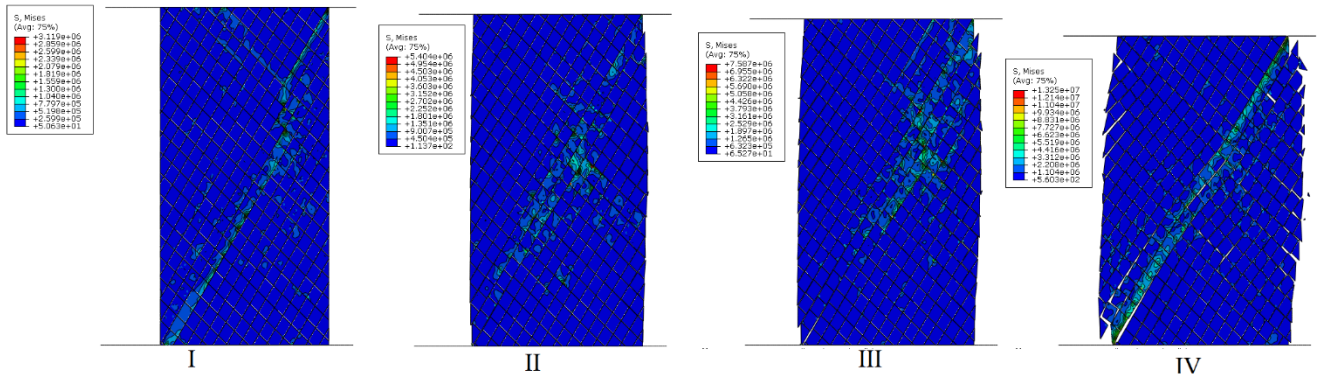 S, Mises
(Avg: 75%)
+3.119e+06
+2.859e+06
+2.599e+06
+2.339e+06
+2.079e+06
+1.819e+06
+1.559e+06
+1.300e+06
+1.040e+06
+7.797e+05
+5.198e+05
+2.599e+05
+5.063e+01
I
S, Mises
(Avg: 75%)
+5.404e+06
+4.954e+06
+4.503e+06
+4.053e+06
+3.603e+06
+3.152e+06
+2.702e+06
+2.252e+06
+1.801e+06
+1.351e+06
+9.007e+05
+4.504e+05
+1.137e+02
II
S, Mises
(Avg: 75%)
+7.587e+06
+6.955e+06
+6.322e+06
+5.690e+06
+5.058e+06
+4.426e+06
+3.793e+06
+3.161e+06
+2.529e+06
+1.897e+06
+1.265e+06
+6.323e+05
+6.527e+01
III
S, Mises
(Avg: 75%)
+1.325e+07
+1.214e+07
+1.104e+07
+9.934e+06
+8.831e+06
+7.727e+06
+6.623e+06
+5.519e+06
+4.416e+06
+3.312e+06
+2.208e+06
+1.104e+06
+5.603e+02
IV